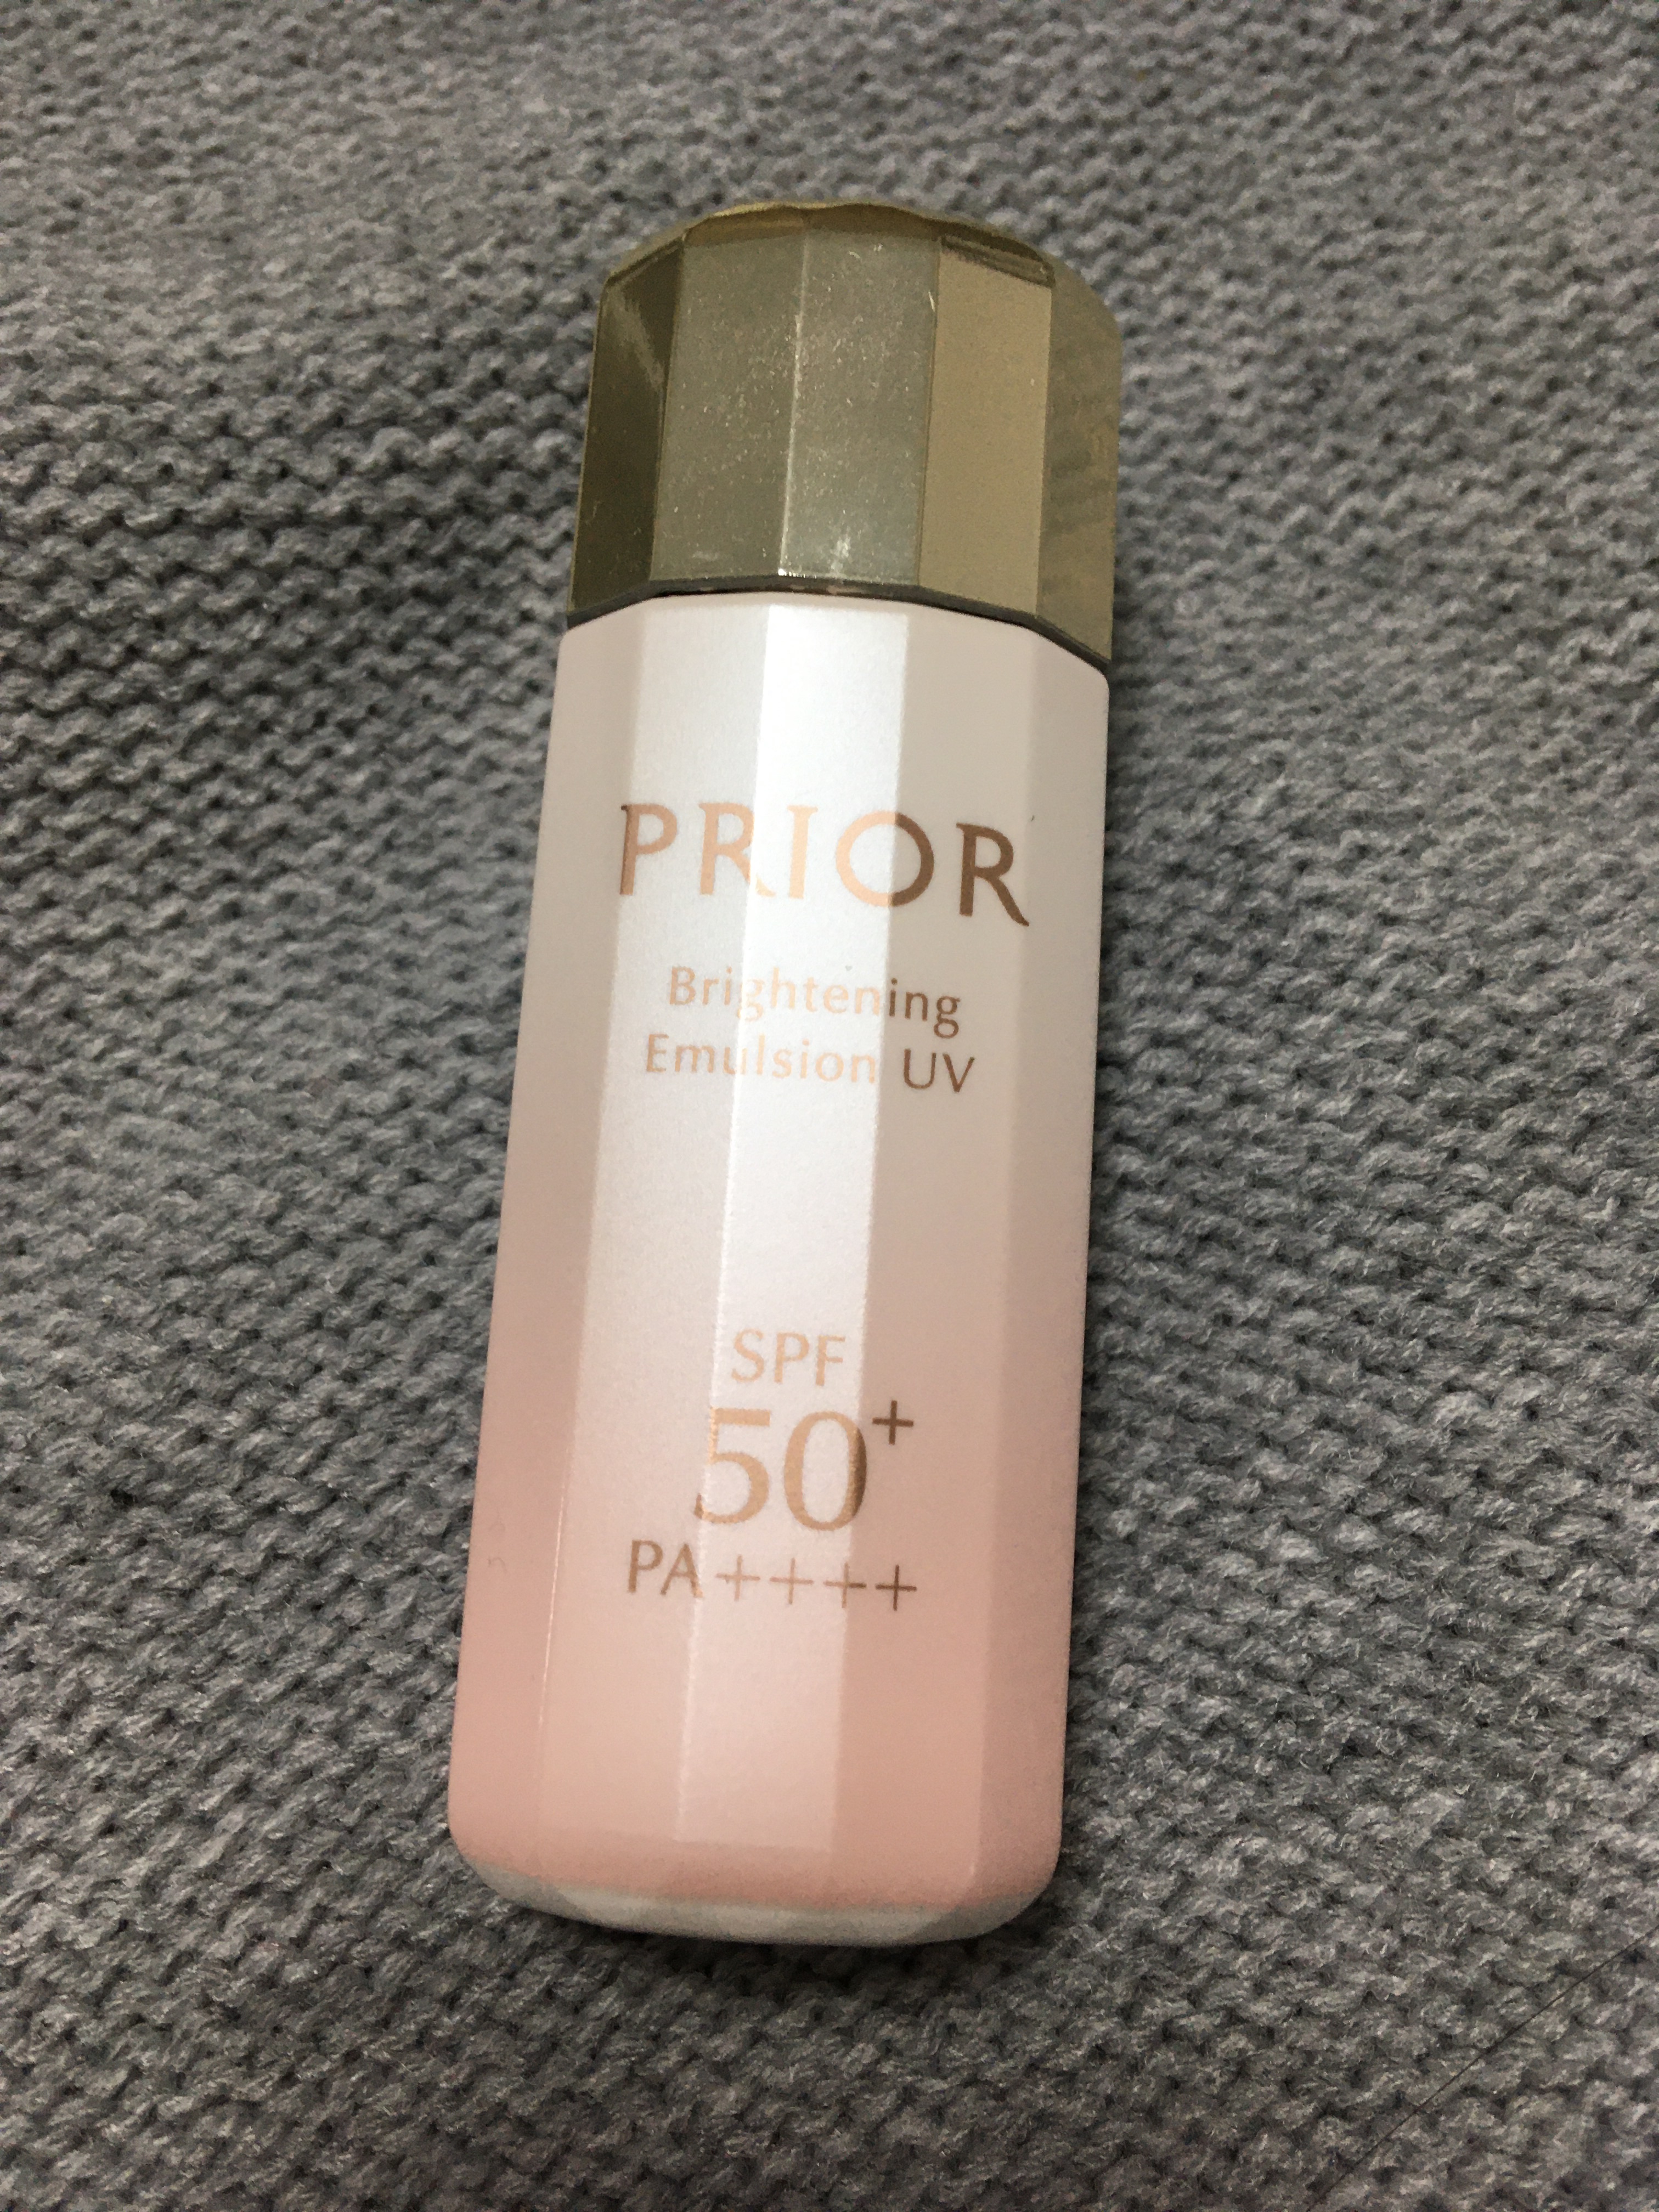 PRIOR
Brightening
Emulsion UV
SPF
50+
PA++++